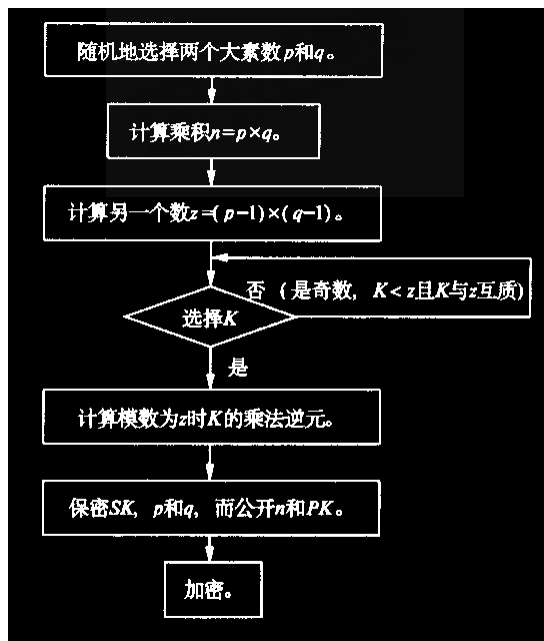 随机地选择两个大素数p和q。
计算乘积n=p×q。
计算另一个数z=(p-1)×(q-1)。
否（是奇数，K<z且K与z互质)
选择K
是
计算模数为z时K的乘法逆元。
保密SK，p和q，而公开n和PK。
加密。